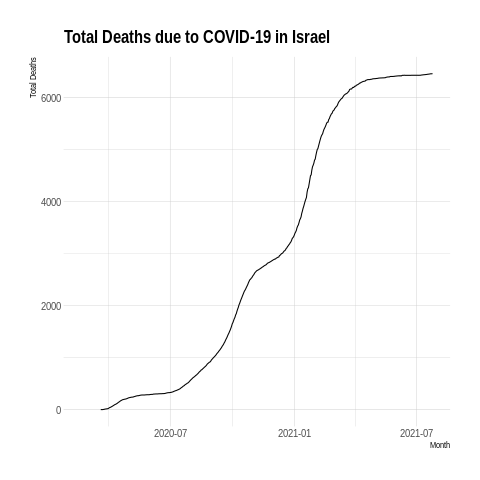 Total Deaths due to COVID-19 in Israel
Total Deaths
6000
4000
2000
0
2020-07 2021-01 2021-07
Month